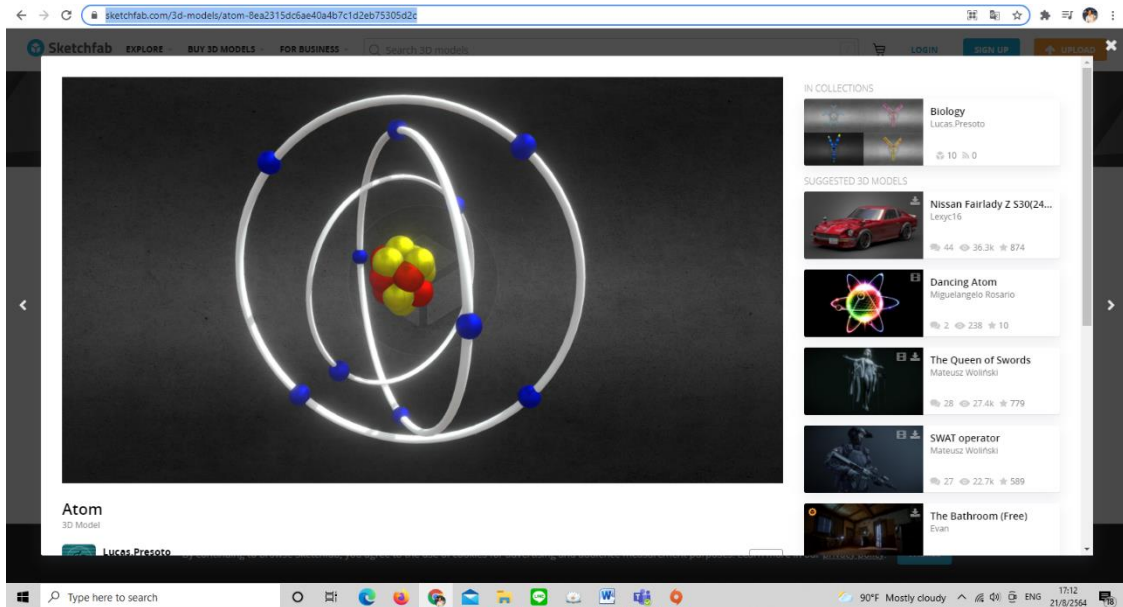 sketchfab.com/3d-models/atom-8ea2315dc6ae40a4b7c1d2eb75305d2c
Sketchfab EXPLORE BUY 3D MODELS FOR BUSINESS Search 3D models LOGIN SIGN UP UPLOAD
IN COLLECTIONS
Biology
Lucas.Presoto
10 0
SUGGESTED 3D MODELS
Nissan Fairlady Z S30(24...
Lexyc16
44 36.3k 874
Dancing Atom
Miguelangelo Rosario
2 238 10
The Queen of Swords
Mateusz Woliński
28 27.4k 779
SWAT operator
Mateusz Woliński
27 22.7k 589
The Bathroom (Free)
Evan
Atom
3D Model
Lucas.Presoto
Type here to search
90°F Mostly cloudy ENG 17:12
21/8/2564